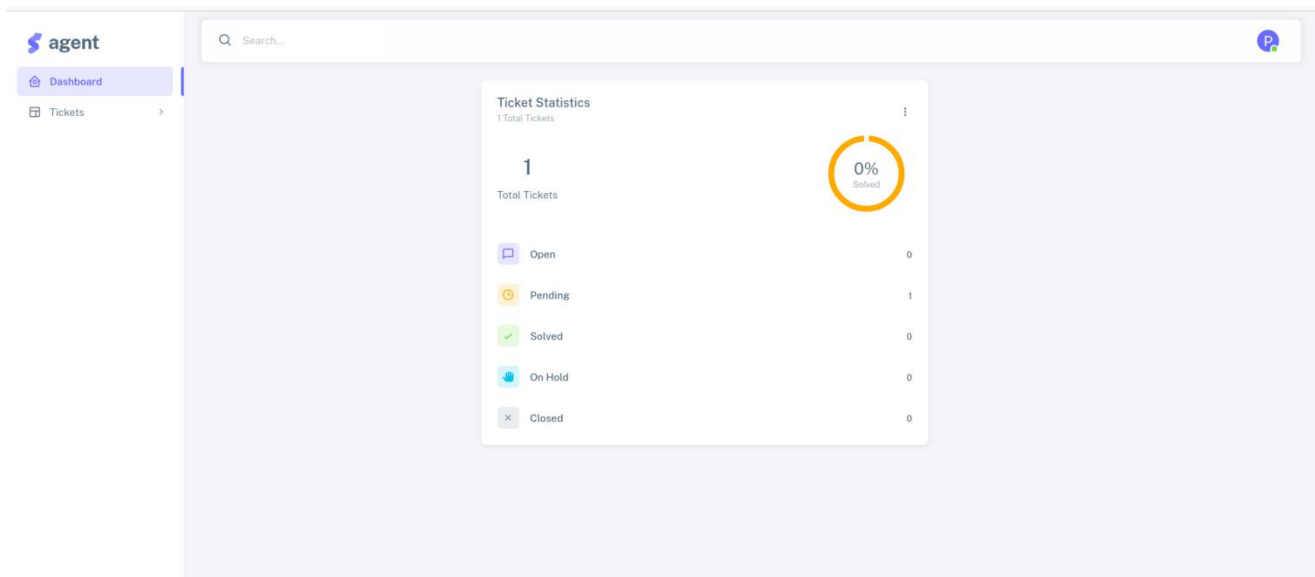 agent
Search...
P
Dashboard
Tickets
Ticket Statistics
1 Total Tickets
1
Total Tickets
0%
Solved
Open 0
Pending 1
Solved 0
On Hold 0
Closed 0